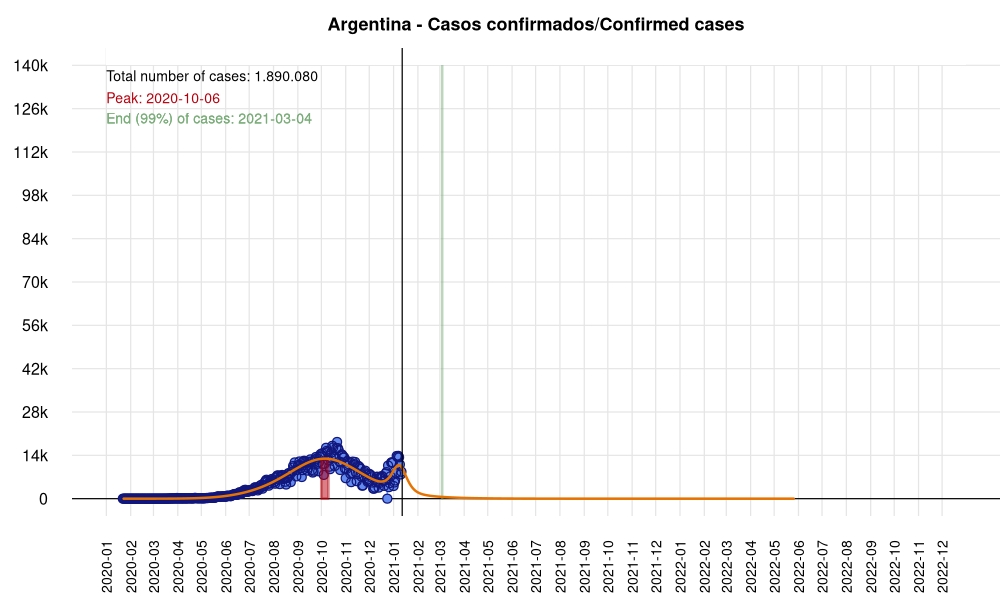 Argentina - Casos confirmados/Confirmed cases
Total number of cases: 1.890.080
Peak: 2020-10-06
End (99%) of cases: 2021-03-04
140k
126k
112k
98k
84k
70k
56k
42k
28k
14k
0
2020-01
2020-02
2020-03
2020-04
2020-05
2020-06
2020-07
2020-08
2020-09
2020-10
2020-11
2020-12
2021-01
2021-02
2021-03
2021-04
2021-05
2021-06
2021-07
2021-08
2021-09
2021-10
2021-11
2021-12
2022-01
2022-02
2022-03
2022-04
2022-05
2022-06
2022-07
2022-08
2022-09
2022-10
2022-11
2022-12